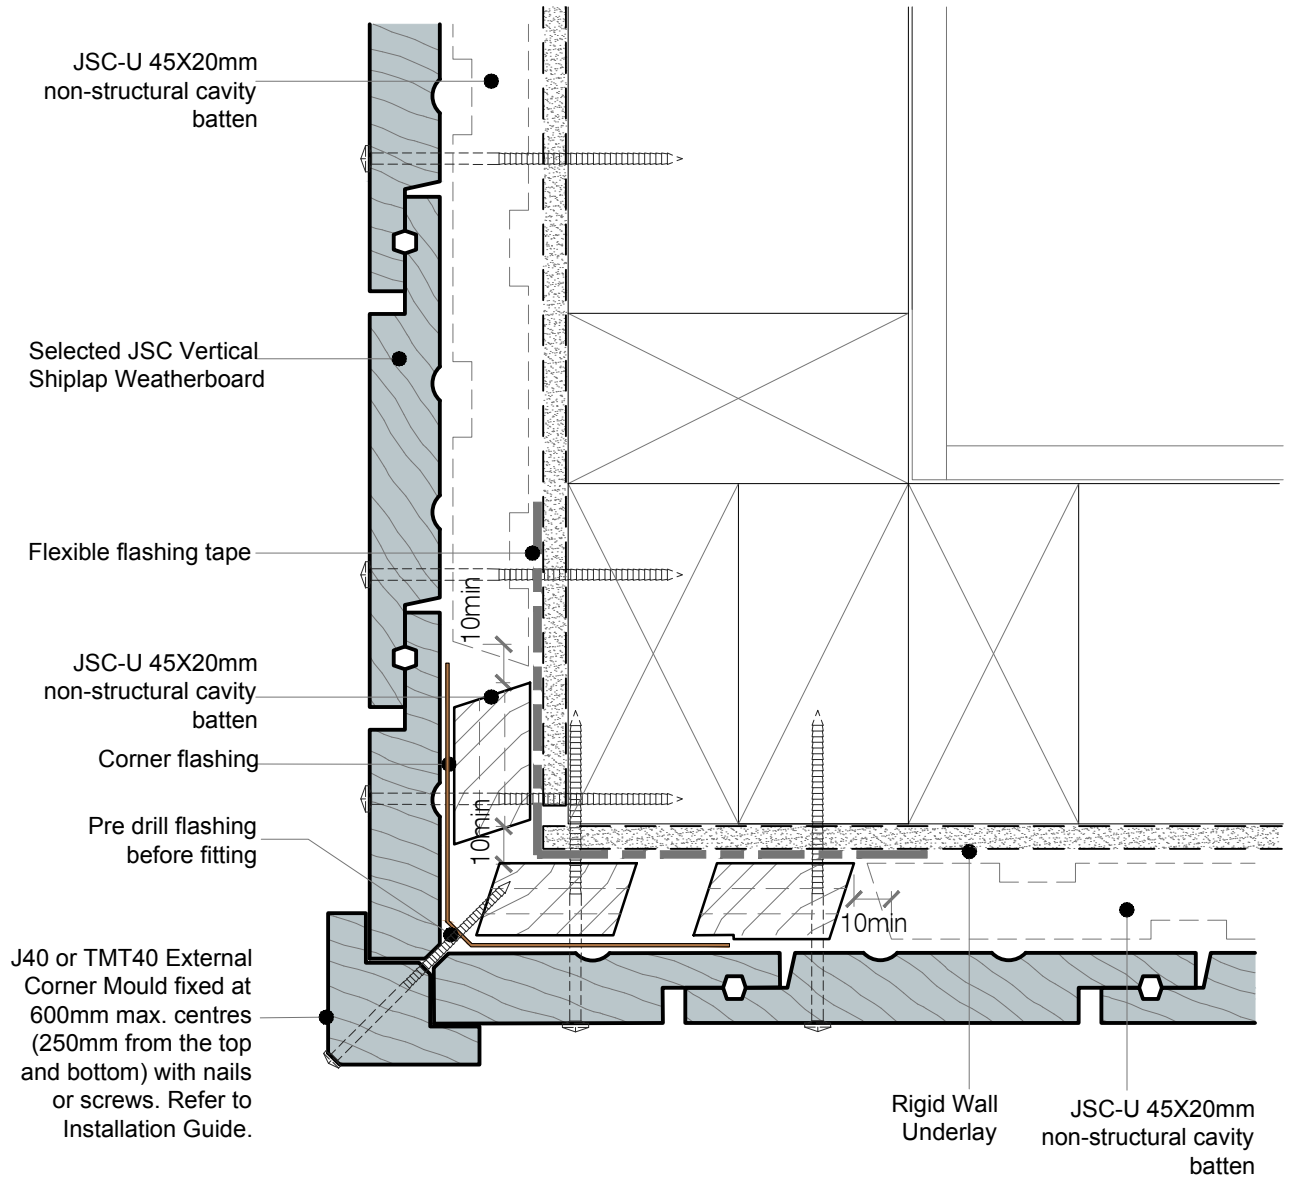 JSC-U 45X20mm
non-structural cavity
batten
Selected JSC Vertical
Shiplap Weatherboard
Flexible flashing tape
10min
JSC-U 45X20mm
non-structural cavity
batten
Corner flashing
Pre drill flashing
before fitting
10min
10min
J40 or TMT40 External
Corner Mould fixed at
600mm max. centres
(250mm from the top
and bottom) with nails
or screws. Refer to
Installation Guide.
Rigid Wall
Underlay
JSC-U 45X20mm
non-structural cavity
batten